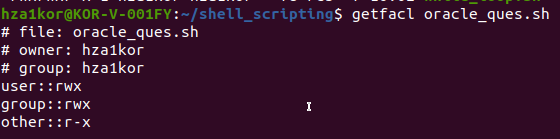 hza1kor@KOR-V-001FY:~/shell_scripting$ getfacl oracle_ques.sh
# file: oracle_ques.sh
# owner: hza1kor
# group: hza1kor
user::rwx
group::rwx
other::r-x